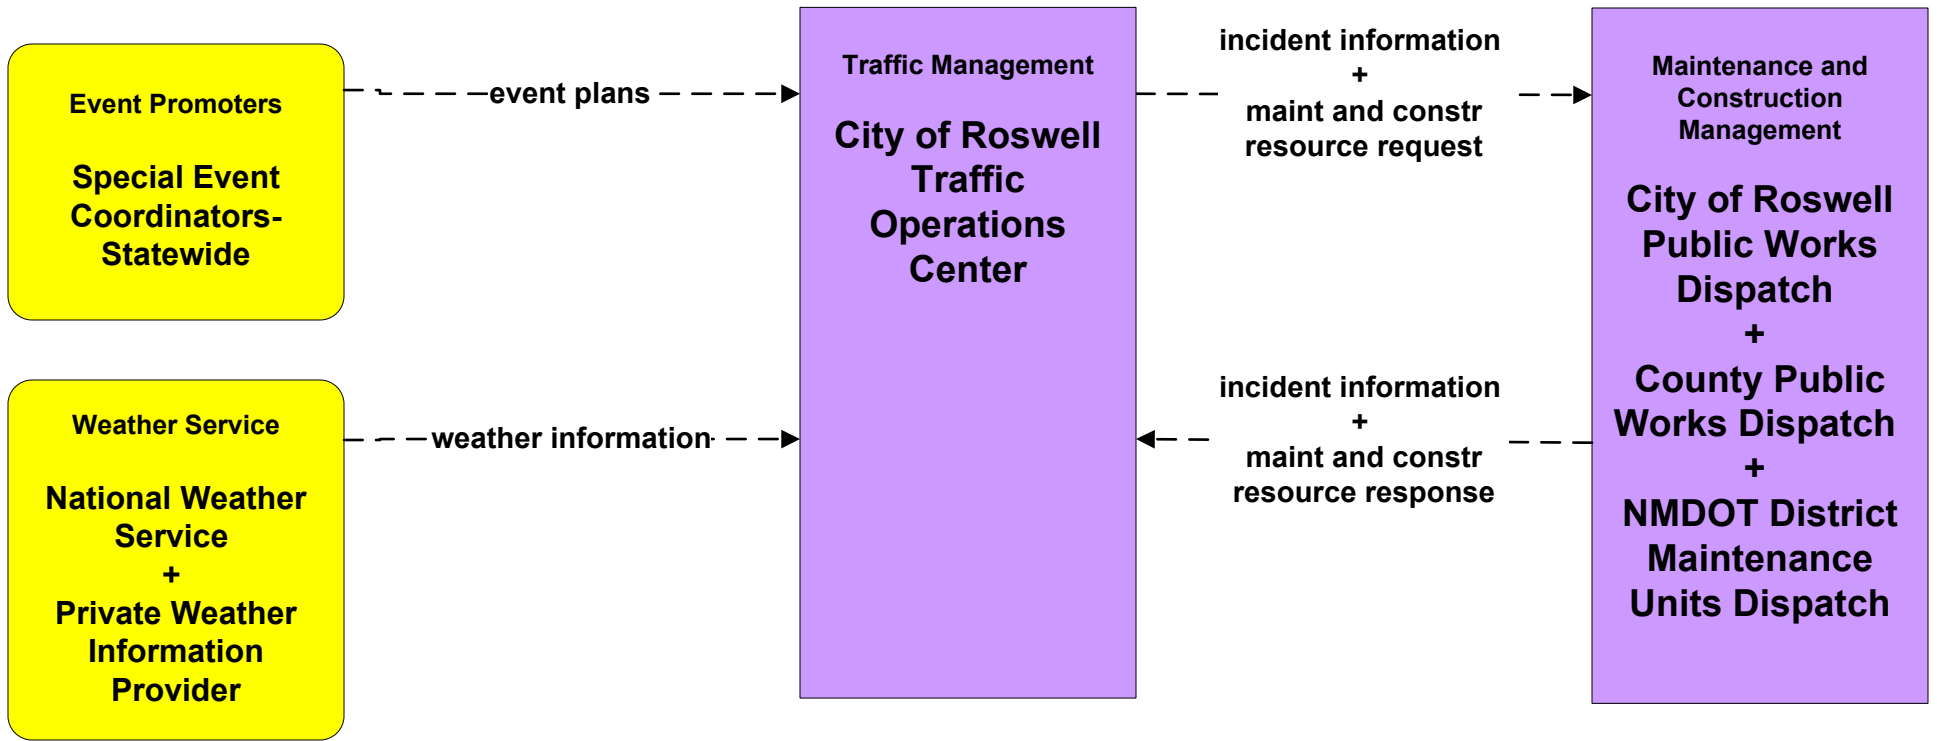 Event Promoters
Special Event
Coordinators-
Statewide
event plans
Traffic Management
City of Roswell
Traffic
Operations
Center
incident information
+
maint and constr
resource request
Maintenance and
Construction
Management
City of Roswell
Public Works
Dispatch
+
County Public
Works Dispatch
+
NMDOT District
Maintenance
Units Dispatch
Weather Service
National Weather
Service
+
Private Weather
Information
Provider
weather information
incident information
+
maint and constr
resource response